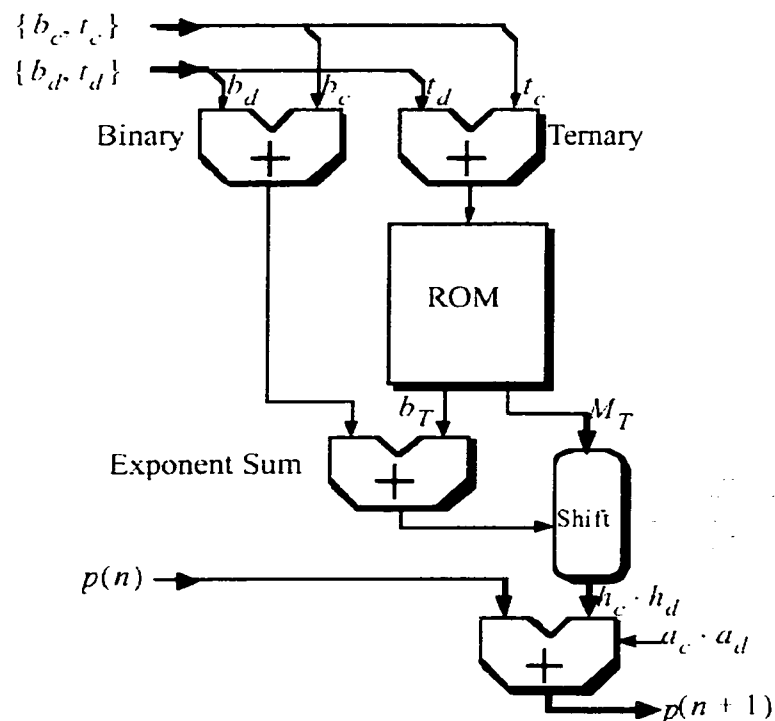 {b_c, t_c}
{b_d, t_d}
b_d b_c t_d t_c
Binary + + Ternary
ROM
b_T M_T
Exponent Sum + Shift
p(n) h_c · h_d
+ a_c · a_d
p(n + 1)